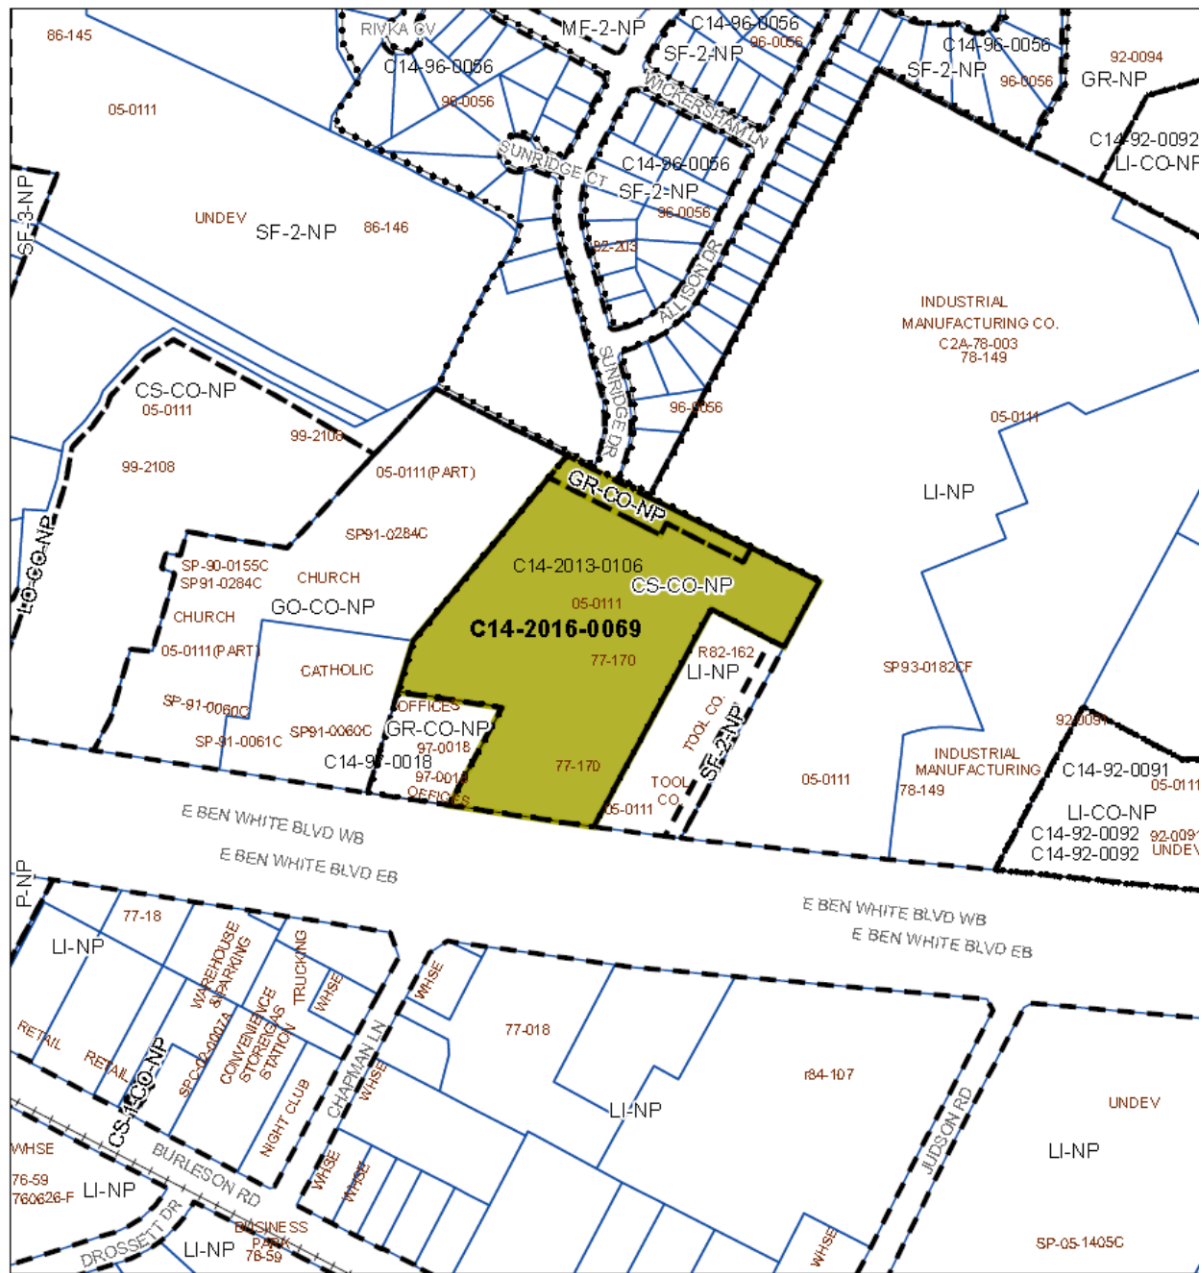 RIVKA CV
MF-2-NP
C14-96-0056
96-0056
SF-2-NP
C14-96-0056
SF-2-NP
96-0056
92-0094
GR-NP
86-145
C14-96-0056
96-0056
05-0111
WICKERSHAM LN
C14-92-0092
LI-CO-NP
SUNRIDGE CT
C14-96-0056
SF-2-NP
96-0056
SF-3-NP
UNDEV
SF-2-NP
86-146
82-203
ALLISON DR
INDUSTRIAL
MANUFACTURING CO.
C2A-78-003
78-149
SUNRIDGE DR
CS-CO-NP
05-0111
96-0056
05-0111
99-2108
99-2108
05-0111(PART)
GR-CO-NP
LI-NP
SP91-0284C
LO-CO-NP
SP-90-0155C
SP91-0284C
CHURCH
C14-2013-0106
CS-CO-NP
GO-CO-NP
05-0111
CHURCH
C14-2016-0069
05-0111(PART)
CATHOLIC
77-170
R82-162
LI-NP
SP93-0182CF
SP-91-0060C
OFFICES
TOOL CO.
SF-2-NP
92-0091
SP-91-0061C
SP91-0060C
GR-CO-NP
97-0018
C14-97-0018
97-0018
OFFICES
77-170
TOOL
CO
05-0111
05-0111
INDUSTRIAL
MANUFACTURING
78-149
C14-92-0091
05-0111
LI-CO-NP
C14-92-0092
C14-92-0092
92-0091
UNDEV
E BEN WHITE BLVD WB
E BEN WHITE BLVD EB
P-NP
E BEN WHITE BLVD WB
E BEN WHITE BLVD EB
77-18
LI-NP
WAREHOUSE
& PARKING
TRUCKING
WHSE
WHSE
77-018
RETAIL
RETAIL
CS-1-CO-NP
SPC-02-0007A
CONVENIENCE
STORE/GAS
STATION
NIGHT CLUB
CHAPMAN LN
WHSE
r84-107
LI-NP
JUDSON RD
UNDEV
LI-NP
WHSE
76-59
760626-F
LI-NP
BURLESON RD
WHSE
WHSE
DROSSETT DR
BUSINESS
PARK
76-59
LI-NP
WHSE
SP-05-1405C